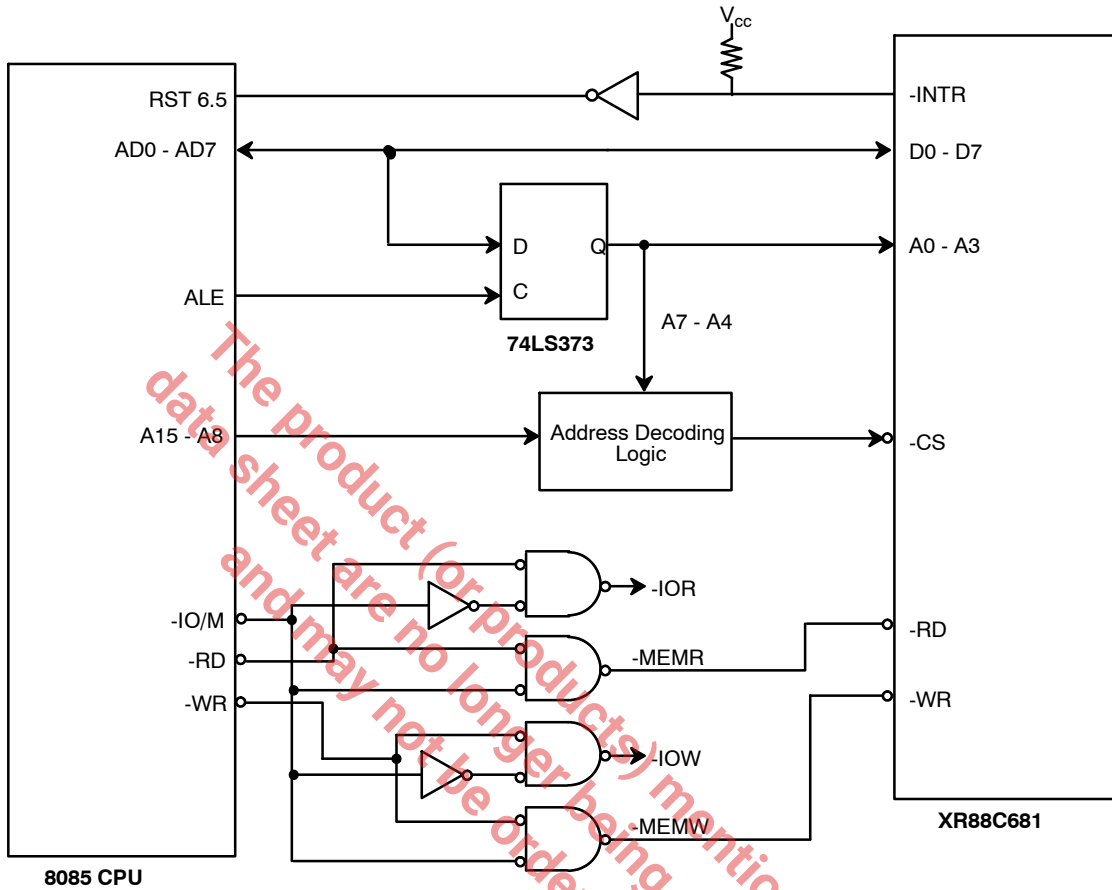 Vcc
RST 6.5
-INTR
AD0 - AD7
D0 - D7
D
Q
A0 - A3
ALE
C
A7 - A4
74LS373
A15 - A8
Address Decoding
Logic
-CS
-IOR
-IO/M
-RD
-MEMR
-RD
-WR
-WR
-IOW
-MEMW
XR88C681
8085 CPU
The product (or products) mentio
data sheet are no longer being
and may not be orde